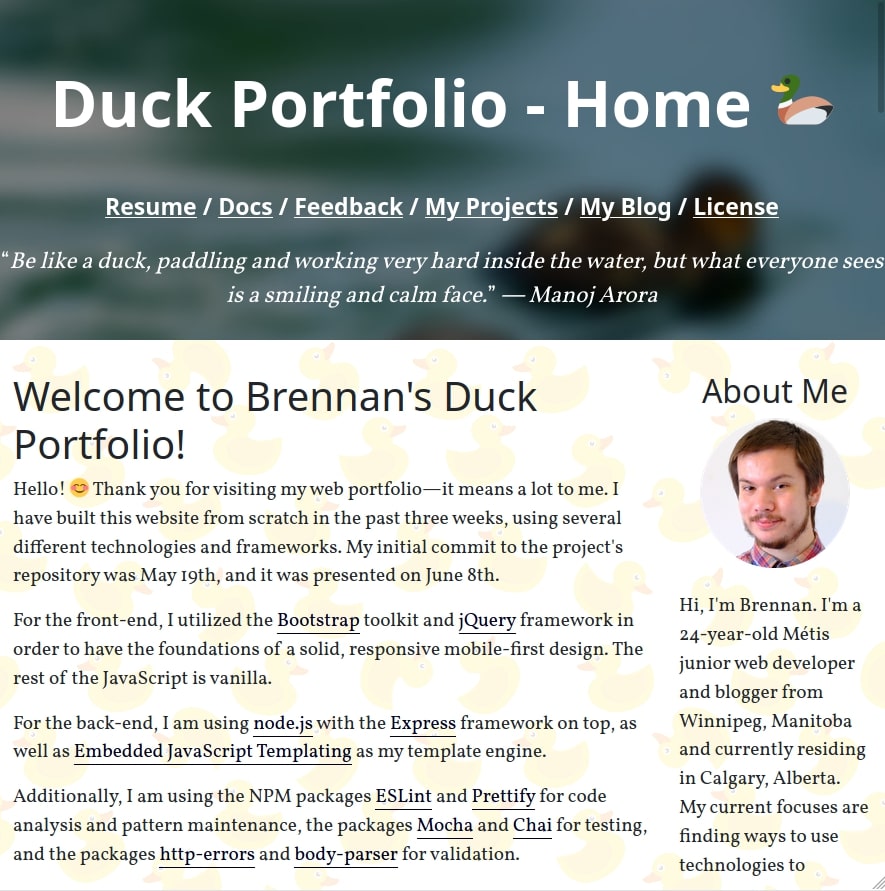 Duck Portfolio - Home 🦆
Resume / Docs / Feedback / My Projects / My Blog / License
“Be like a duck, paddling and working very hard inside the water, but what everyone sees
is a smiling and calm face.” — Manoj Arora
Welcome to Brennan's Duck
Portfolio!
Hello! 😊 Thank you for visiting my web portfolio—it means a lot to me. I
have built this website from scratch in the past three weeks, using several
different technologies and frameworks. My initial commit to the project's
repository was May 19th, and it was presented on June 8th.
For the front-end, I utilized the Bootstrap toolkit and jQuery framework in
order to have the foundations of a solid, responsive mobile-first design. The
rest of the JavaScript is vanilla.
For the back-end, I am using node.js with the Express framework on top, as
well as Embedded JavaScript Templating as my template engine.
Additionally, I am using the NPM packages ESLint and Prettify for code
analysis and pattern maintenance, the packages Mocha and Chai for testing,
and the packages http-errors and body-parser for validation.
About Me
Hi, I'm Brennan. I'm a
24-year-old Métis
junior web developer
and blogger from
Winnipeg, Manitoba
and currently residing
in Calgary, Alberta.
My current focuses are
finding ways to use
technologies to